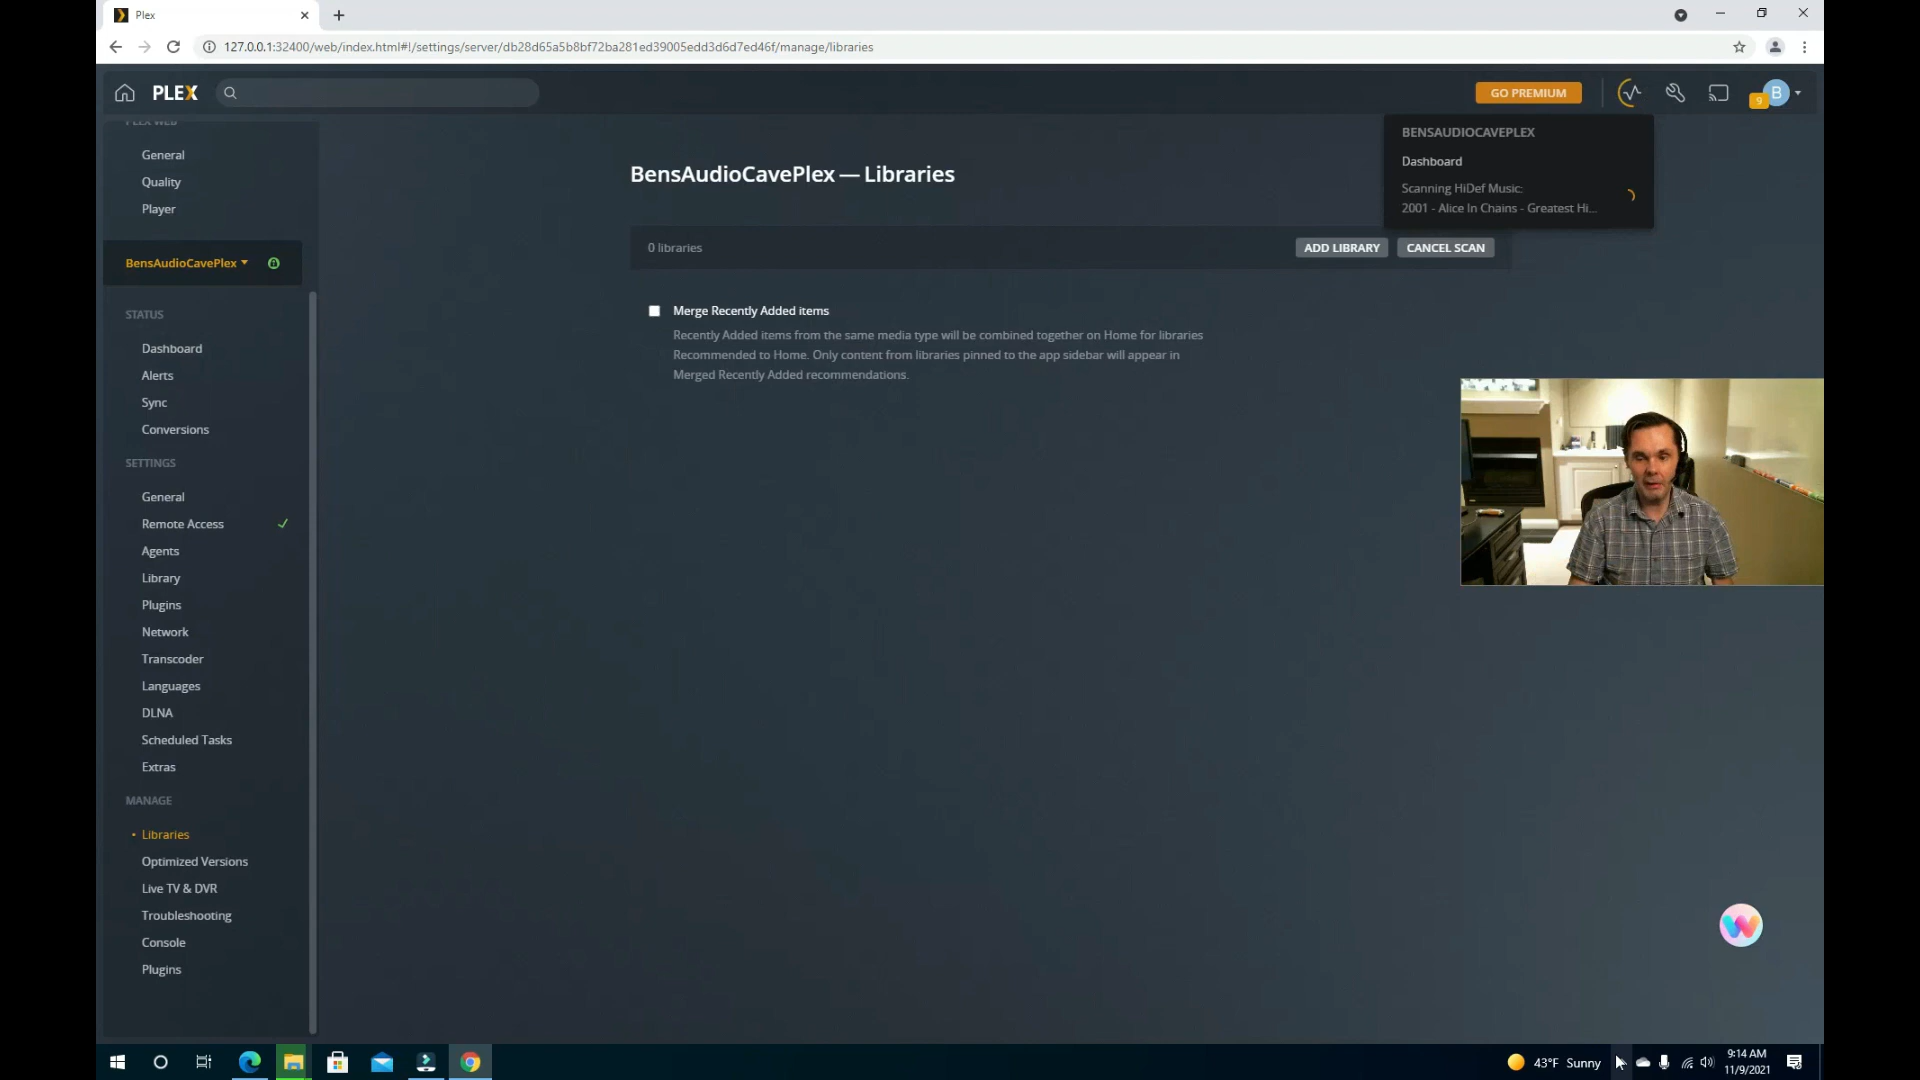 Plex
127.0.0.1:32400/web/index.html#!/settings/server/db28d65a5b8bf72ba281ed39005edd3d6d7ed46f/manage/libraries
PLEX
GO PREMIUM
9
B
PLEX WEB
General
Quality
Player
BensAudioCavePlex
STATUS
Dashboard
Alerts
Sync
Conversions
SETTINGS
General
Remote Access
Agents
Library
Plugins
Network
Transcoder
Languages
DLNA
Scheduled Tasks
Extras
MANAGE
Libraries
Optimized Versions
Live TV & DVR
Troubleshooting
Console
Plugins
BensAudioCavePlex — Libraries
0 libraries
ADD LIBRARY
CANCEL SCAN
Merge Recently Added items
Recently Added items from the same media type will be combined together on Home for libraries
Recommended to Home. Only content from libraries pinned to the app sidebar will appear in
Merged Recently Added recommendations.
BENSAUDIOCAVEPLEX
Dashboard
Scanning HiDef Music:
2001 - Alice In Chains - Greatest Hi...
43°F Sunny
9:14 AM
11/9/2021